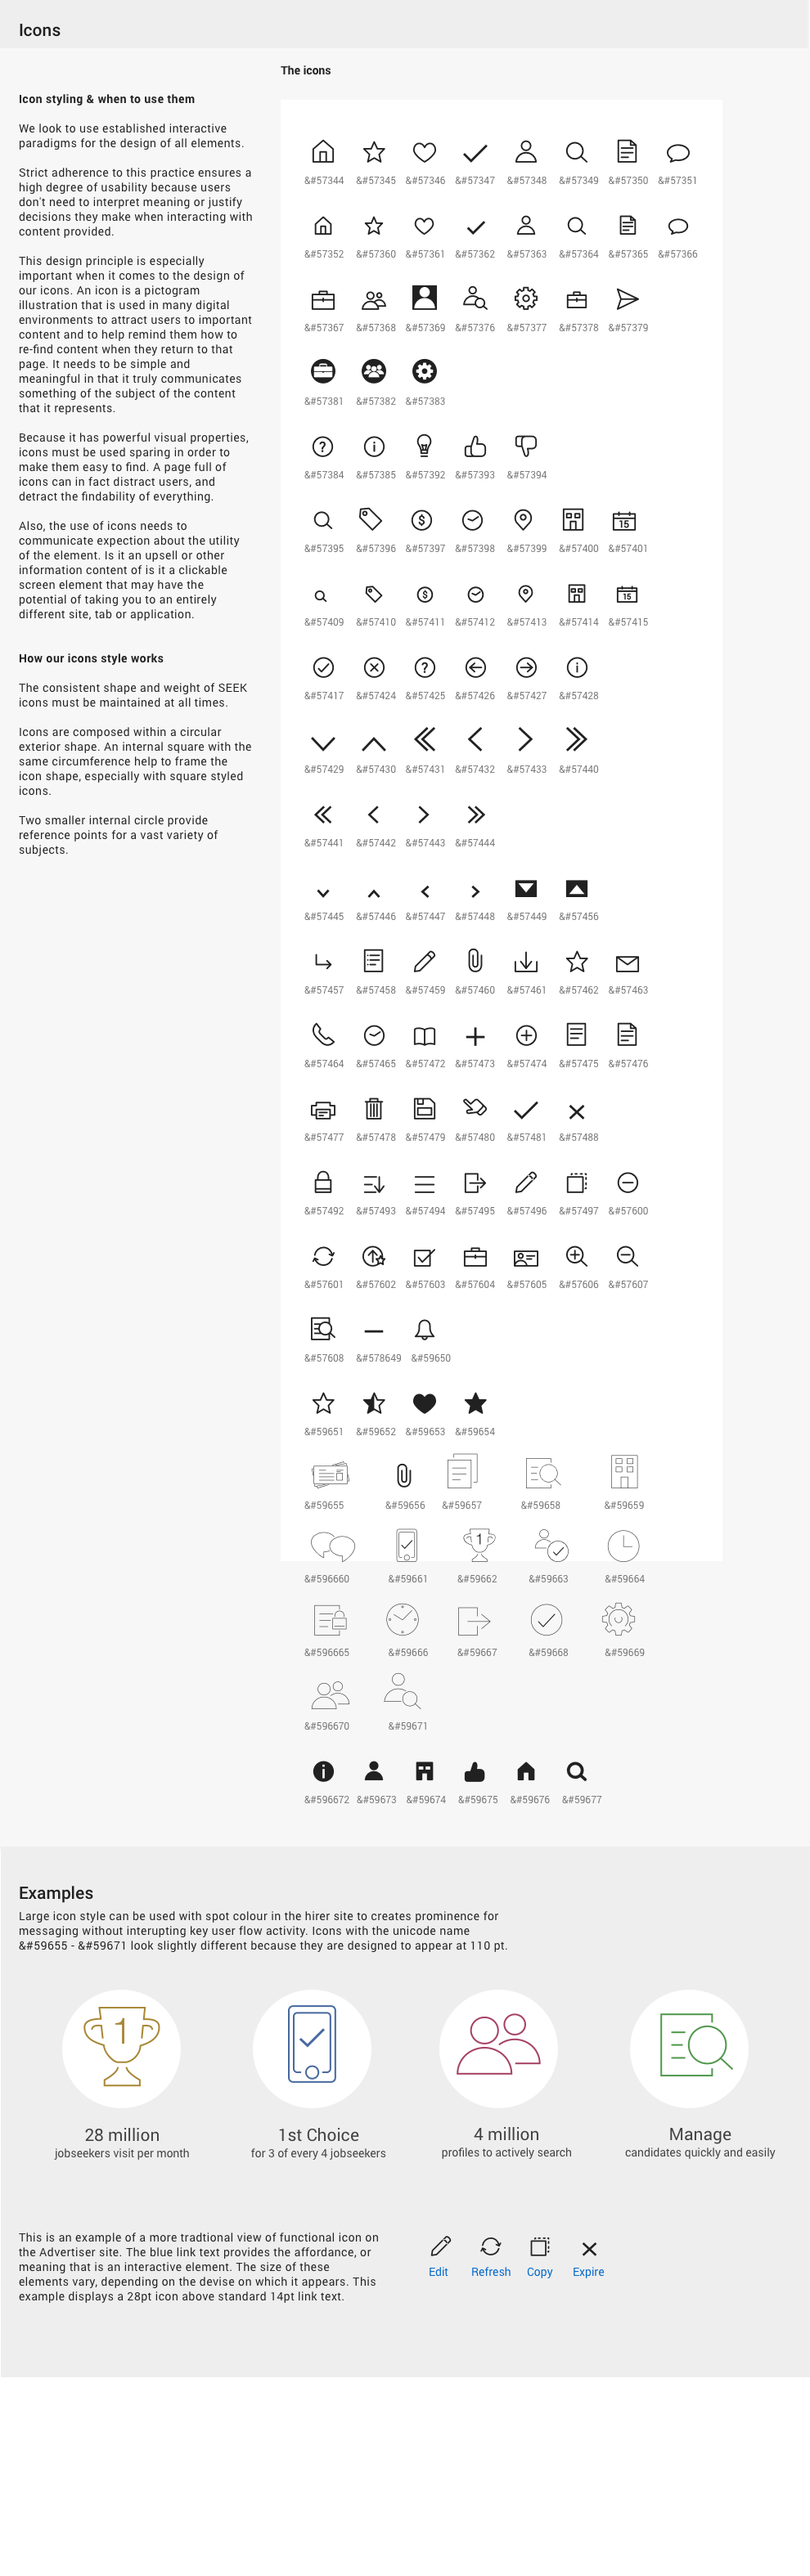 Icons
The icons
Icon styling & when to use them
We look to use established interactive
paradigms for the design of all elements.
Strict adherence to this practice ensures a
high degree of usability because users
don't need to interpret meaning or justify
decisions they make when interacting with
content provided.
This design principle is especially
important when it comes to the design of
our icons. An icon is a pictogram
illustration that is used in many digital
environments to attract users to important
content and to help remind them how to
re-find content when they return to that
page. It needs to be simple and
meaningful in that it truly communicates
something of the subject of the content
that it represents.
Because it has powerful visual properties,
icons must be used sparing in order to
make them easy to find. A page full of
icons can in fact distract users, and
detract the findability of everything.
Also, the use of icons needs to
communicate expection about the utility
of the element. Is it an upsell or other
information content of is it a clickable
screen element that may have the
potential of taking you to an entirely
different site, tab or application.
How our icons style works
The consistent shape and weight of SEEK
icons must be maintained at all times.
Icons are composed within a circular
exterior shape. An internal square with the
same circumference help to frame the
icon shape, especially with square styled
icons.
Two smaller internal circle provide
reference points for a vast variety of
subjects.
&#57344 &#57345 &#57346 &#57347 &#57348 &#57349 &#57350 &#57351
&#57352 &#57360 &#57361 &#57362 &#57363 &#57364 &#57365 &#57366
&#57367 &#57368 &#57369 &#57376 &#57377 &#57378 &#57379
&#57381 &#57382 &#57383
? i
&#57384 &#57385 &#57392 &#57393 &#57394
$ 15
&#57395 &#57396 &#57397 &#57398 &#57399 &#57400 &#57401
$ 15
&#57409 &#57410 &#57411 &#57412 &#57413 &#57414 &#57415
? i
&#57417 &#57424 &#57425 &#57426 &#57427 &#57428
&#57429 &#57430 &#57431 &#57432 &#57433 &#57440
&#57441 &#57442 &#57443 &#57444
&#57445 &#57446 &#57447 &#57448 &#57449 &#57456
&#57457 &#57458 &#57459 &#57460 &#57461 &#57462 &#57463
&#57464 &#57465 &#57472 &#57473 &#57474 &#57475 &#57476
&#57477 &#57478 &#57479 &#57480 &#57481 &#57488
&#57492 &#57493 &#57494 &#57495 &#57496 &#57497 &#57600
&#57601 &#57602 &#57603 &#57604 &#57605 &#57606 &#57607
&#57608 &#578649 &#59650
&#59651 &#59652 &#59653 &#59654
&#59655 &#59656 &#59657 &#59658 &#59659
1
&#596660 &#59661 &#59662 &#59663 &#59664
&#596665 &#59666 &#59667 &#59668 &#59669
&#596670 &#59671
i
&#596672 &#59673 &#59674 &#59675 &#59676 &#59677
Examples
Large icon style can be used with spot colour in the hirer site to creates prominence for
messaging without interupting key user flow activity. Icons with the unicode name
&#59655 - &#59671 look slightly different because they are designed to appear at 110 pt.
1
28 million
jobseekers visit per month
1st Choice
for 3 of every 4 jobseekers
4 million
profiles to actively search
Manage
candidates quickly and easily
This is an example of a more tradtional view of functional icon on
the Advertiser site. The blue link text provides the affordance, or
meaning that is an interactive element. The size of these
elements vary, depending on the devise on which it appears. This
example displays a 28pt icon above standard 14pt link text.
Edit Refresh Copy Expire